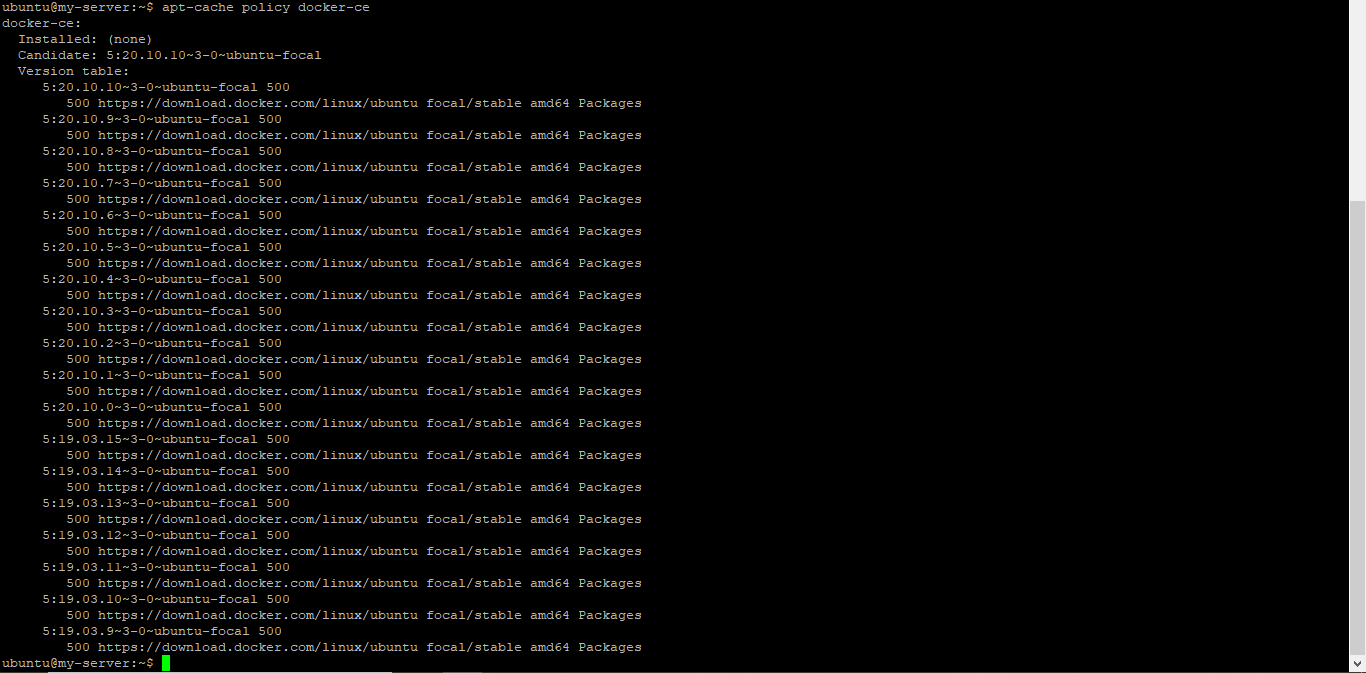 ubuntu@my-server:~$ apt-cache policy docker-ce
docker-ce:
  Installed: (none)
  Candidate: 5:20.10.10~3-0~ubuntu-focal
  Version table:
     5:20.10.10~3-0~ubuntu-focal 500
        500 https://download.docker.com/linux/ubuntu focal/stable amd64 Packages
     5:20.10.9~3-0~ubuntu-focal 500
        500 https://download.docker.com/linux/ubuntu focal/stable amd64 Packages
     5:20.10.8~3-0~ubuntu-focal 500
        500 https://download.docker.com/linux/ubuntu focal/stable amd64 Packages
     5:20.10.7~3-0~ubuntu-focal 500
        500 https://download.docker.com/linux/ubuntu focal/stable amd64 Packages
     5:20.10.6~3-0~ubuntu-focal 500
        500 https://download.docker.com/linux/ubuntu focal/stable amd64 Packages
     5:20.10.5~3-0~ubuntu-focal 500
        500 https://download.docker.com/linux/ubuntu focal/stable amd64 Packages
     5:20.10.4~3-0~ubuntu-focal 500
        500 https://download.docker.com/linux/ubuntu focal/stable amd64 Packages
     5:20.10.3~3-0~ubuntu-focal 500
        500 https://download.docker.com/linux/ubuntu focal/stable amd64 Packages
     5:20.10.2~3-0~ubuntu-focal 500
        500 https://download.docker.com/linux/ubuntu focal/stable amd64 Packages
     5:20.10.1~3-0~ubuntu-focal 500
        500 https://download.docker.com/linux/ubuntu focal/stable amd64 Packages
     5:20.10.0~3-0~ubuntu-focal 500
        500 https://download.docker.com/linux/ubuntu focal/stable amd64 Packages
     5:19.03.15~3-0~ubuntu-focal 500
        500 https://download.docker.com/linux/ubuntu focal/stable amd64 Packages
     5:19.03.14~3-0~ubuntu-focal 500
        500 https://download.docker.com/linux/ubuntu focal/stable amd64 Packages
     5:19.03.13~3-0~ubuntu-focal 500
        500 https://download.docker.com/linux/ubuntu focal/stable amd64 Packages
     5:19.03.12~3-0~ubuntu-focal 500
        500 https://download.docker.com/linux/ubuntu focal/stable amd64 Packages
     5:19.03.11~3-0~ubuntu-focal 500
        500 https://download.docker.com/linux/ubuntu focal/stable amd64 Packages
     5:19.03.10~3-0~ubuntu-focal 500
        500 https://download.docker.com/linux/ubuntu focal/stable amd64 Packages
     5:19.03.9~3-0~ubuntu-focal 500
        500 https://download.docker.com/linux/ubuntu focal/stable amd64 Packages
ubuntu@my-server:~$